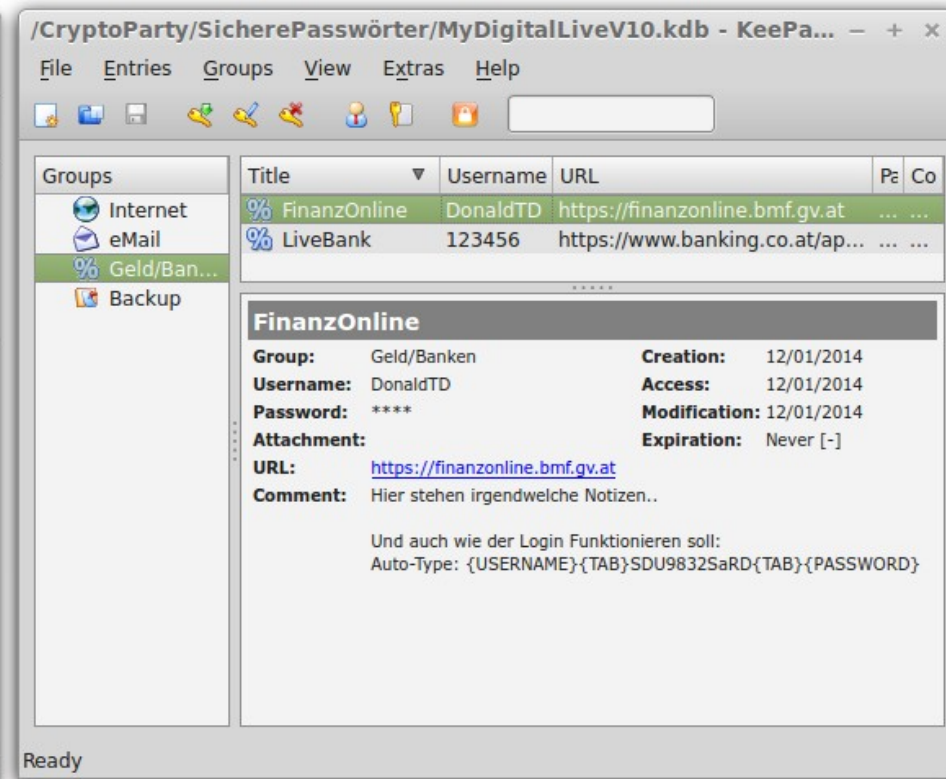 /CryptoParty/SicherePasswörter/MyDigitalLiveV10.kdb - KeePa...
File Entries Groups View Extras Help
Groups
Internet
eMail
Geld/Ban...
Backup
Title Username URL Pa Co
FinanzOnline DonaldTD https://finanzonline.bmf.gv.at ... ...
LiveBank 123456 https://www.banking.co.at/ap... ... ...
FinanzOnline
Group: Geld/Banken Creation: 12/01/2014
Username: DonaldTD Access: 12/01/2014
Password: **** Modification: 12/01/2014
Attachment: Expiration: Never [-]
URL: https://finanzonline.bmf.gv.at
Comment: Hier stehen irgendwelche Notizen..
Und auch wie der Login Funktionieren soll:
Auto-Type: {USERNAME}{TAB}SDU9832SaRD{TAB}{PASSWORD}
Ready